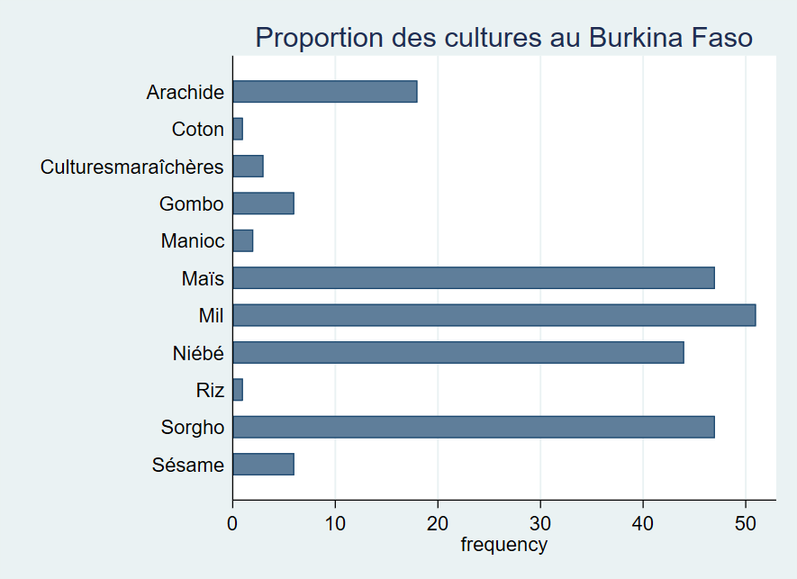 Proportion des cultures au Burkina Faso
Arachide
Coton
Culturesmaraîchères
Gombo
Manioc
Maïs
Mil
Niébé
Riz
Sorgho
Sésame
0 10 20 30 40 50
frequency